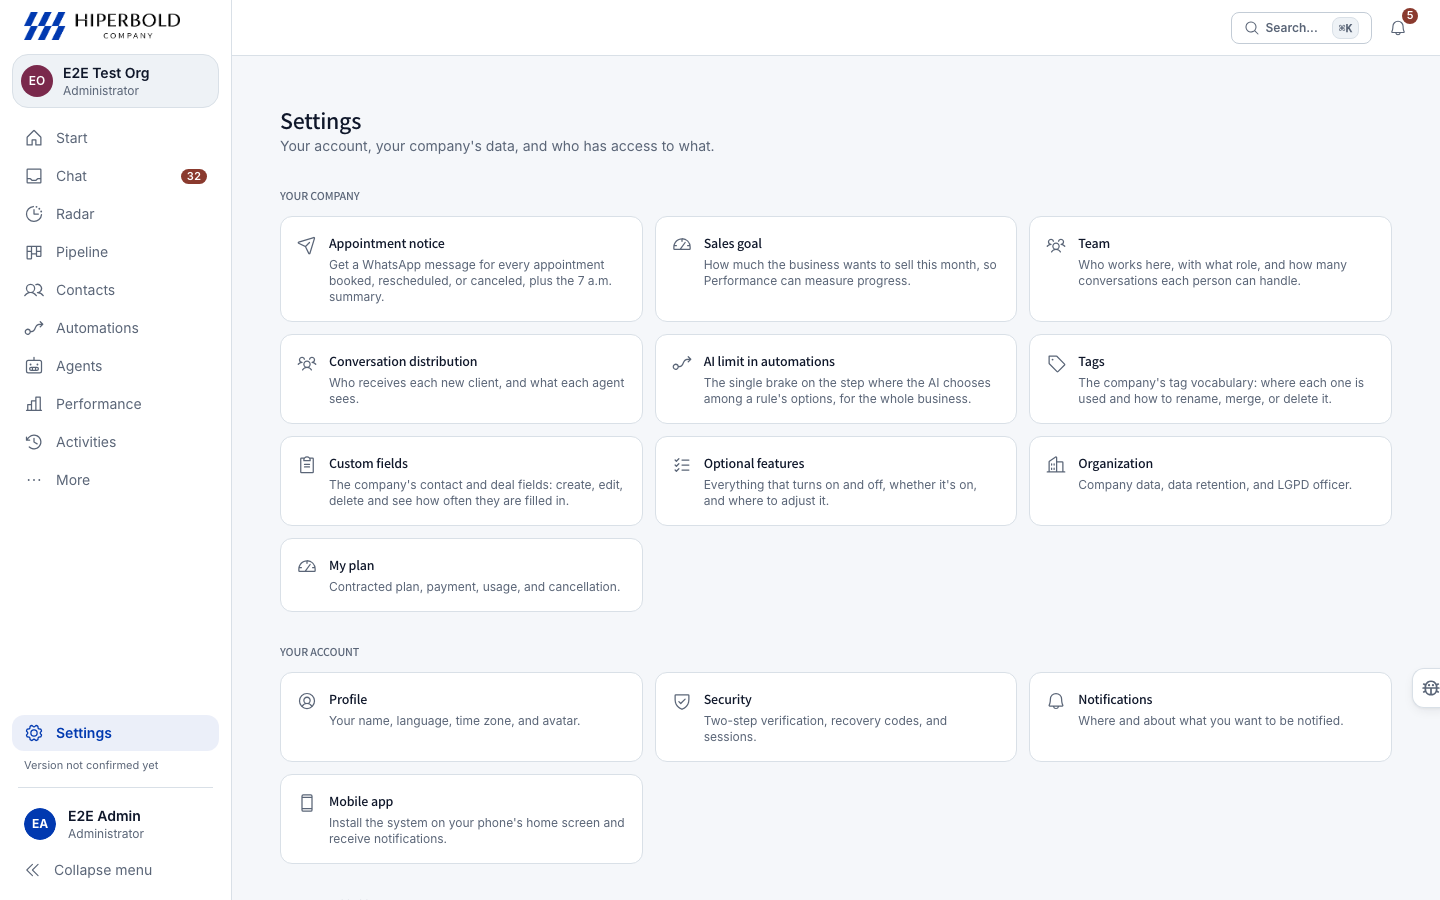 HIPERBOLD
COMPANY
EO
E2E Test Org
Administrator
Start
Chat
32
Radar
Pipeline
Contacts
Automations
Agents
Performance
Activities
More
Settings
Version not confirmed yet
EA
E2E Admin
Administrator
Collapse menu
Search...
⌘K
5
Settings
Your account, your company's data, and who has access to what.
YOUR COMPANY
Appointment notice
Get a WhatsApp message for every appointment
booked, rescheduled, or canceled, plus the 7 a.m.
summary.
Sales goal
How much the business wants to sell this month, so
Performance can measure progress.
Team
Who works here, with what role, and how many
conversations each person can handle.
Conversation distribution
Who receives each new client, and what each agent
sees.
AI limit in automations
The single brake on the step where the AI chooses
among a rule's options, for the whole business.
Tags
The company's tag vocabulary: where each one is
used and how to rename, merge, or delete it.
Custom fields
The company's contact and deal fields: create, edit,
delete and see how often they are filled in.
Optional features
Everything that turns on and off, whether it's on,
and where to adjust it.
Organization
Company data, data retention, and LGPD officer.
My plan
Contracted plan, payment, usage, and cancellation.
YOUR ACCOUNT
Profile
Your name, language, time zone, and avatar.
Security
Two-step verification, recovery codes, and
sessions.
Notifications
Where and about what you want to be notified.
Mobile app
Install the system on your phone's home screen and
receive notifications.